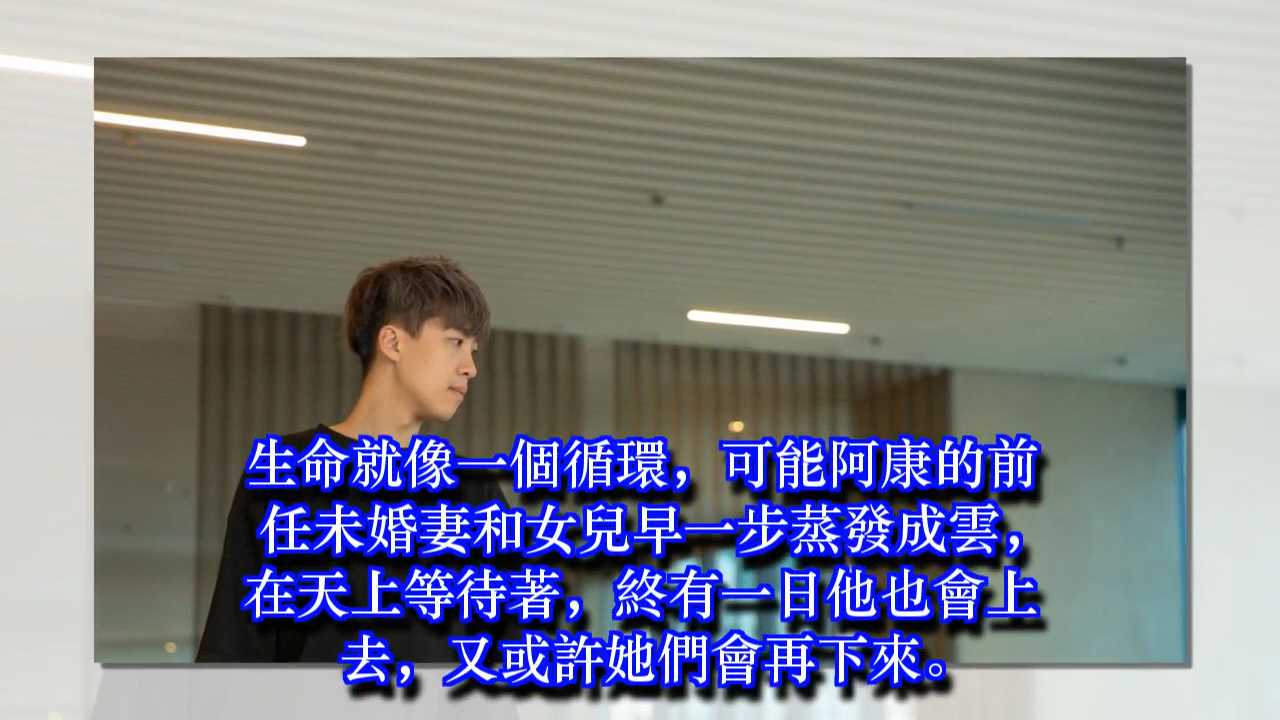 生命就像一個循環，可能阿康的前
任未婚妻和女兒早一步蒸發成雲，
在天上等待著，終有一日他也會上
去，又或許她們會再下來。